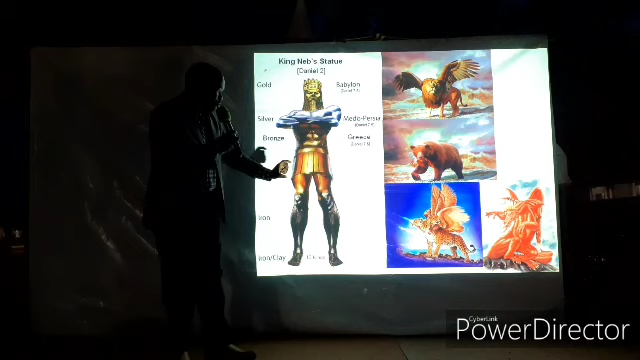 King Neb's Statue
[Daniel 2]
Gold
Babylon
Silver
Medo-Persia
Bronze
Greece
Iron
Iron/Clay
CyberLink
PowerDirector